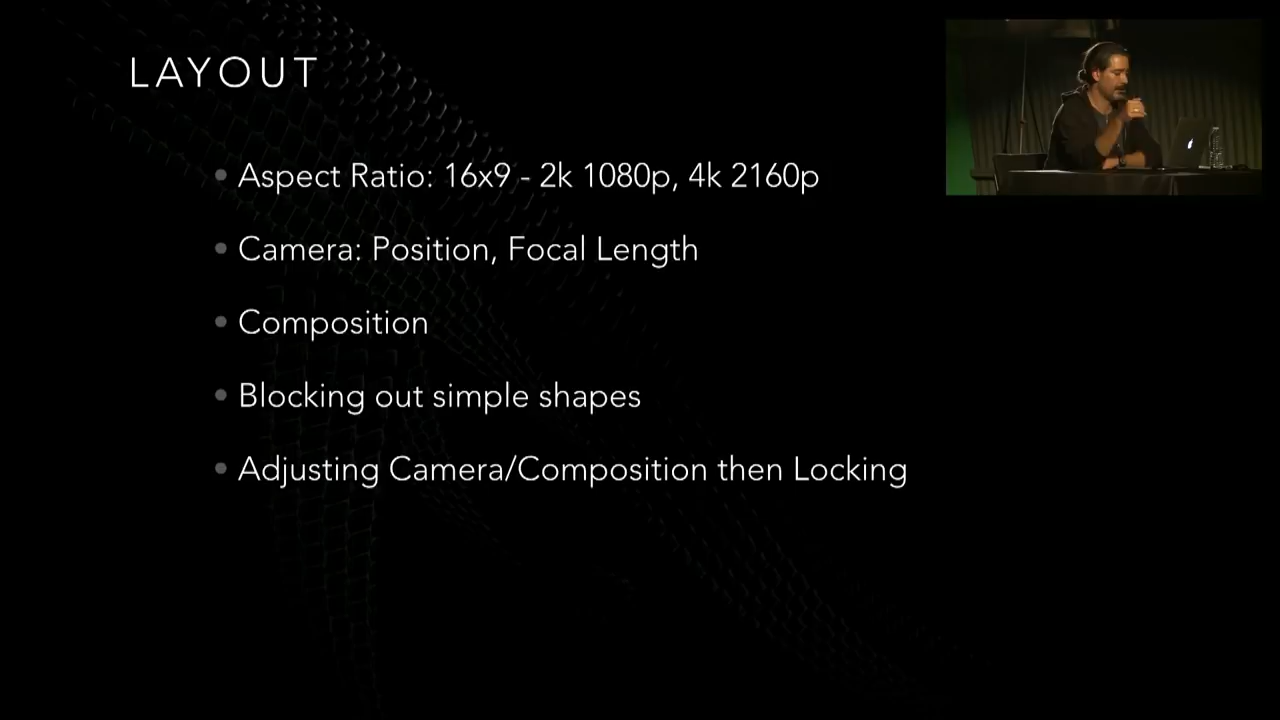 LAYOUT
Aspect Ratio: 16x9 - 2k 1080p, 4k 2160p
Camera: Position, Focal Length
Composition
Blocking out simple shapes
Adjusting Camera/Composition then Locking